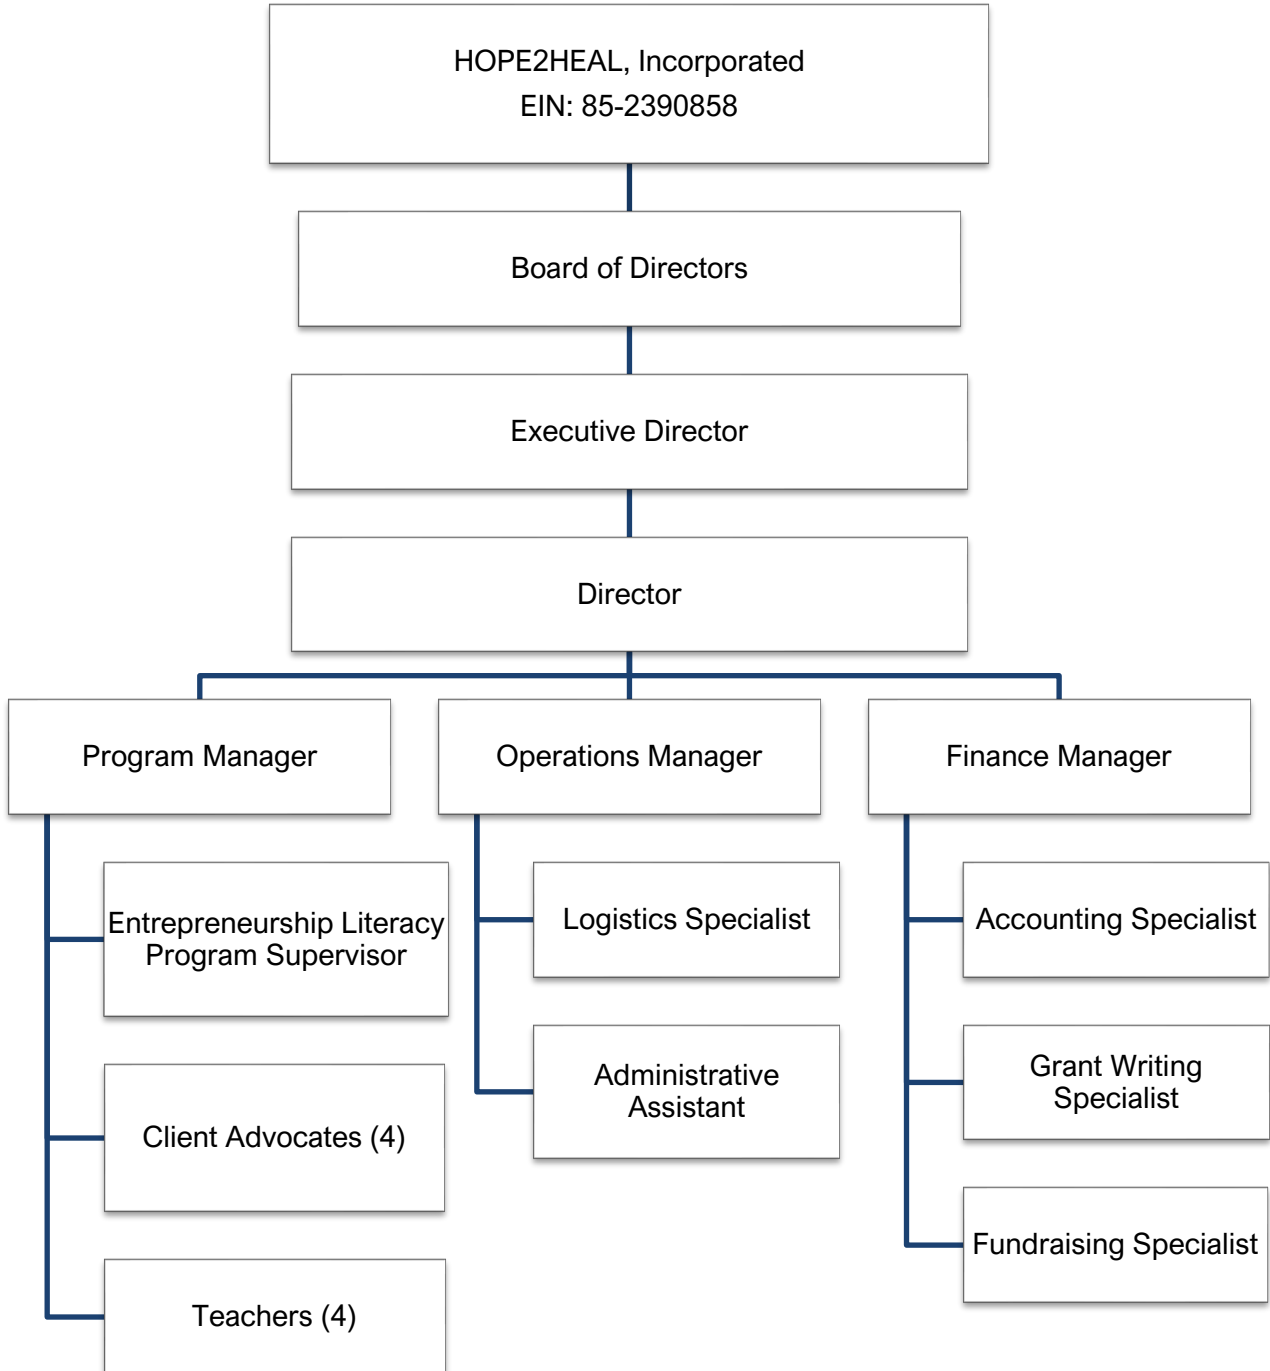 HOPE2HEAL, Incorporated
EIN: 85-2390858
Board of Directors
Executive Director
Director
Program Manager
Operations Manager
Finance Manager
Entrepreneurship Literacy
Program Supervisor
Client Advocates (4)
Teachers (4)
Logistics Specialist
Administrative
Assistant
Accounting Specialist
Grant Writing
Specialist
Fundraising Specialist